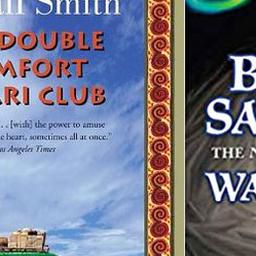 Smith
DOUBLE
MFORT
ARI CLUB
. . [with] the power to amuse
e heart, sometimes all at once."
os Angeles Times
B
SA
THE N
WA